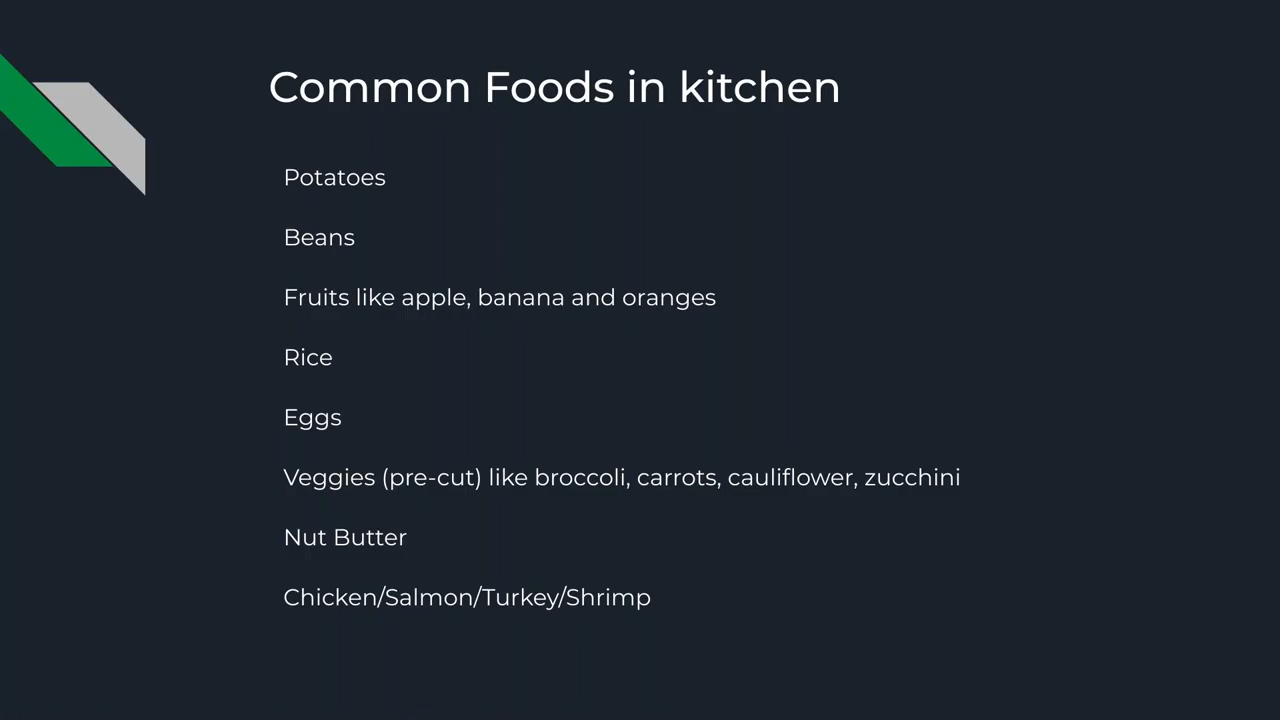 Common Foods in kitchen
Potatoes
Beans
Fruits like apple, banana and oranges
Rice
Eggs
Veggies (pre-cut) like broccoli, carrots, cauliflower, zucchini
Nut Butter
Chicken/Salmon/Turkey/Shrimp